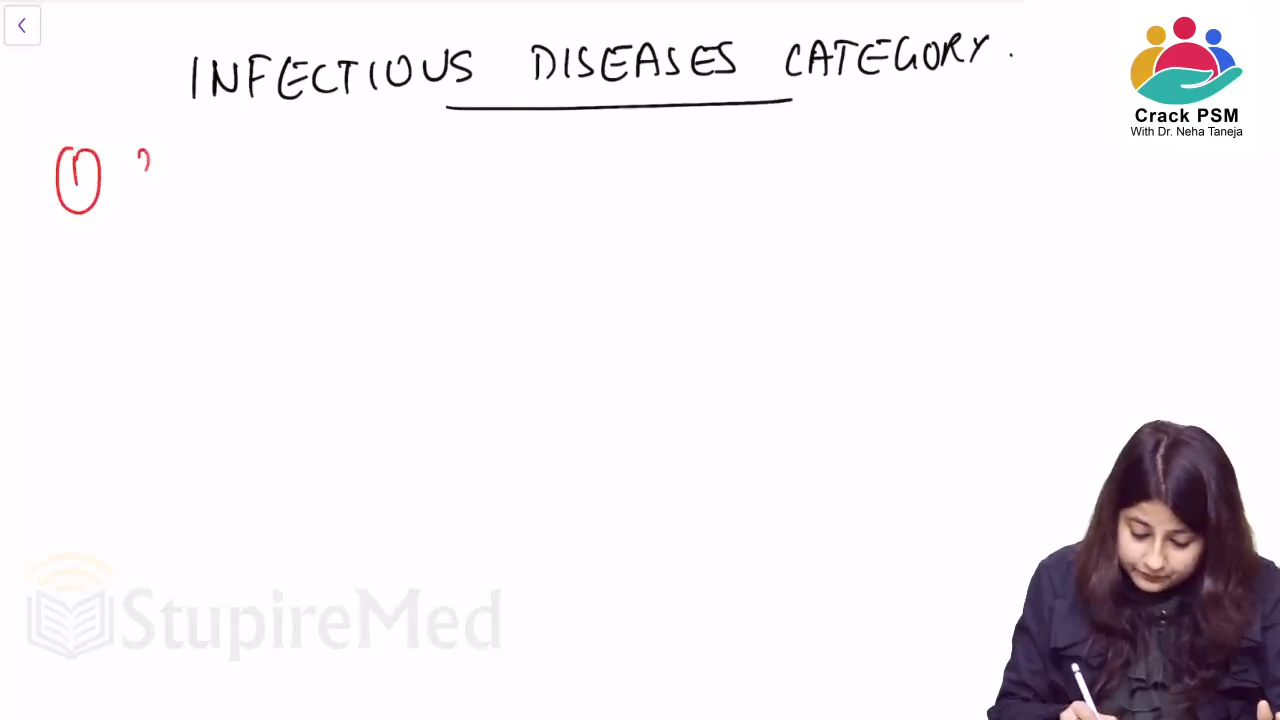 INFECTIOUS DISEASES CATEGORY.
Crack PSM
With Dr. Neha Taneja
①
StupireMed